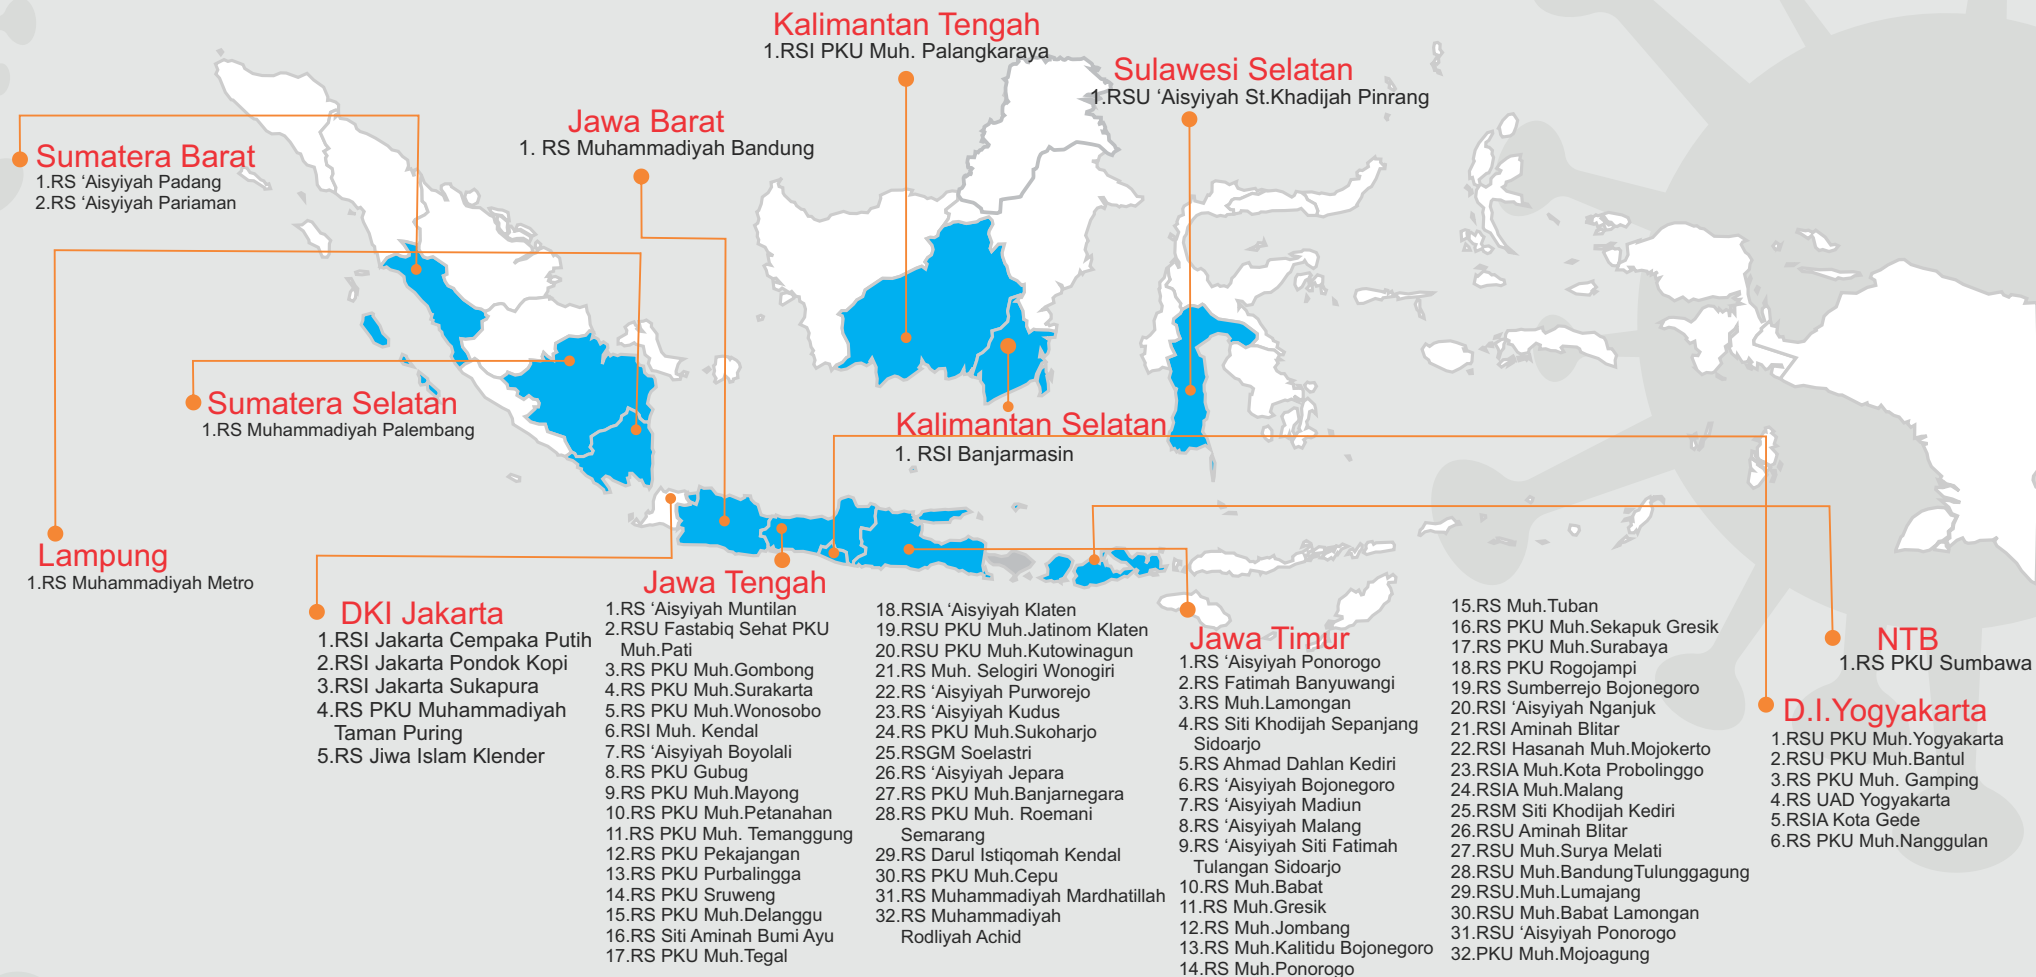 Kalimantan Tengah
1.RSI PKU Muh. Palangkaraya
Sulawesi Selatan
1.RSU ‘Aisyiyah St.Khadijah Pinrang
Jawa Barat
1. RS Muhammadiyah Bandung
Sumatera Barat
1.RS ‘Aisyiyah Padang
2.RS ‘Aisyiyah Pariaman
Sumatera Selatan
1.RS Muhammadiyah Palembang
Kalimantan Selatan
1. RSI Banjarmasin
Lampung
1.RS Muhammadiyah Metro
DKI Jakarta
1.RSI Jakarta Cempaka Putih
2.RSI Jakarta Pondok Kopi
3.RSI Jakarta Sukapura
4.RS PKU Muhammadiyah
Taman Puring
5.RS Jiwa Islam Klender
Jawa Tengah
1.RS ‘Aisyiyah Muntilan
2.RSU Fastabiq Sehat PKU
Muh.Pati
3.RS PKU Muh.Gombong
4.RS PKU Muh.Surakarta
5.RS PKU Muh.Wonosobo
6.RSI Muh. Kendal
7.RS ‘Aisyiyah Boyolali
8.RS PKU Gubug
9.RS PKU Muh.Mayong
10.RS PKU Muh.Petanahan
11.RS PKU Muh. Temanggung
12.RS PKU Pekajangan
13.RS PKU Purbalingga
14.RS PKU Sruweng
15.RS PKU Muh.Delanggu
16.RS Siti Aminah Bumi Ayu
17.RS PKU Muh.Tegal
18.RSIA ‘Aisyiyah Klaten
19.RSU PKU Muh.Jatinom Klaten
20.RSU PKU Muh.Kutowinagun
21.RS Muh. Selogiri Wonogiri
22.RS ‘Aisyiyah Purworejo
23.RS ‘Aisyiyah Kudus
24.RS PKU Muh.Sukoharjo
25.RSGM Soelastri
26.RS ‘Aisyiyah Jepara
27.RS PKU Muh.Banjarnegara
28.RS PKU Muh. Roemani
Semarang
29.RS Darul Istiqomah Kendal
30.RS PKU Muh.Cepu
31.RS Muhammadiyah Mardhatillah
32.RS Muhammadiyah
Rodliyah Achid
Jawa Timur
1.RS ‘Aisyiyah Ponorogo
2.RS Fatimah Banyuwangi
3.RS Muh.Lamongan
4.RS Siti Khodijah Sepanjang
Sidoarjo
5.RS Ahmad Dahlan Kediri
6.RS ‘Aisyiyah Bojonegoro
7.RS ‘Aisyiyah Madiun
8.RS ‘Aisyiyah Malang
9.RS ‘Aisyiyah Siti Fatimah
Tulangan Sidoarjo
10.RS Muh.Babat
11.RS Muh.Gresik
12.RS Muh.Jombang
13.RS Muh.Kalitidu Bojonegoro
14.RS Muh.Ponorogo
15.RS Muh.Tuban
16.RS PKU Muh.Sekapuk Gresik
17.RS PKU Muh.Surabaya
18.RS PKU Rogojampi
19.RS Sumberrejo Bojonegoro
20.RSI ‘Aisyiyah Nganjuk
21.RSI Aminah Blitar
22.RSI Hasanah Muh.Mojokerto
23.RSIA Muh.Kota Probolinggo
24.RSIA Muh.Malang
25.RSM Siti Khodijah Kediri
26.RSU Aminah Blitar
27.RSU Muh.Surya Melati
28.RSU Muh.BandungTulunggagung
29.RSU.Muh.Lumajang
30.RSU Muh.Babat Lamongan
31.RSU ‘Aisyiyah Ponorogo
32.PKU Muh.Mojoagung
NTB
1.RS PKU Sumbawa
D.I.Yogyakarta
1.RSU PKU Muh.Yogyakarta
2.RSU PKU Muh.Bantul
3.RS PKU Muh. Gamping
4.RS UAD Yogyakarta
5.RSIA Kota Gede
6.RS PKU Muh.Nanggulan